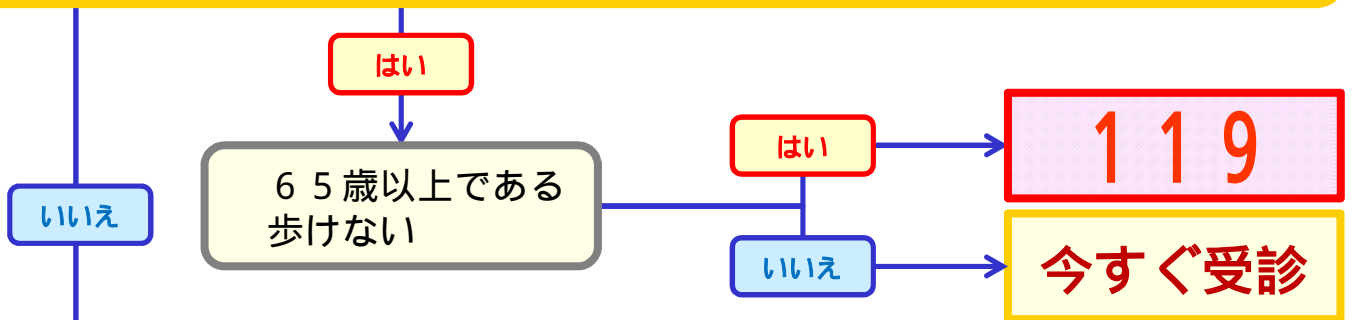 はい
はい
119
65歳以上である
歩けない
いいえ
いいえ
今すぐ受診